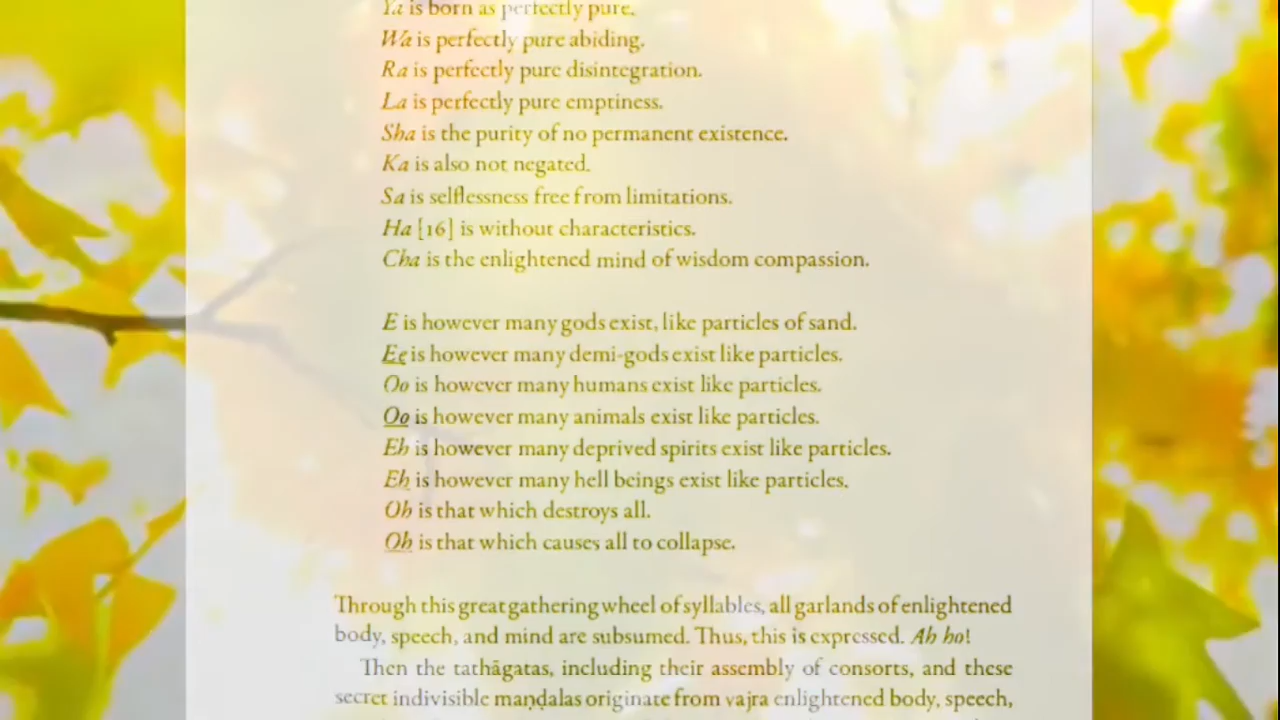 Ya is born as perfectly pure.
Wa is perfectly pure abiding.
Ra is perfectly pure disintegration.
La is perfectly pure emptiness.
Sha is the purity of no permanent existence.
Ka is also not negated.
Sa is selflessness free from limitations.
Ha [16] is without characteristics.
Cha is the enlightened mind of wisdom compassion.
E is however many gods exist, like particles of sand.
Ee is however many demi-gods exist like particles.
Oo is however many humans exist like particles.
Oo is however many animals exist like particles.
Eh is however many deprived spirits exist like particles.
Eh is however many hell beings exist like particles.
Oh is that which destroys all.
Oh is that which causes all to collapse.
Through this great gathering wheel of syllables, all garlands of enlightened
body, speech, and mind are subsumed. Thus, this is expressed. Ah ho!
Then the tathāgatas, including their assembly of consorts, and these
secret indivisible maṇḍalas originate from vajra enlightened body, speech,